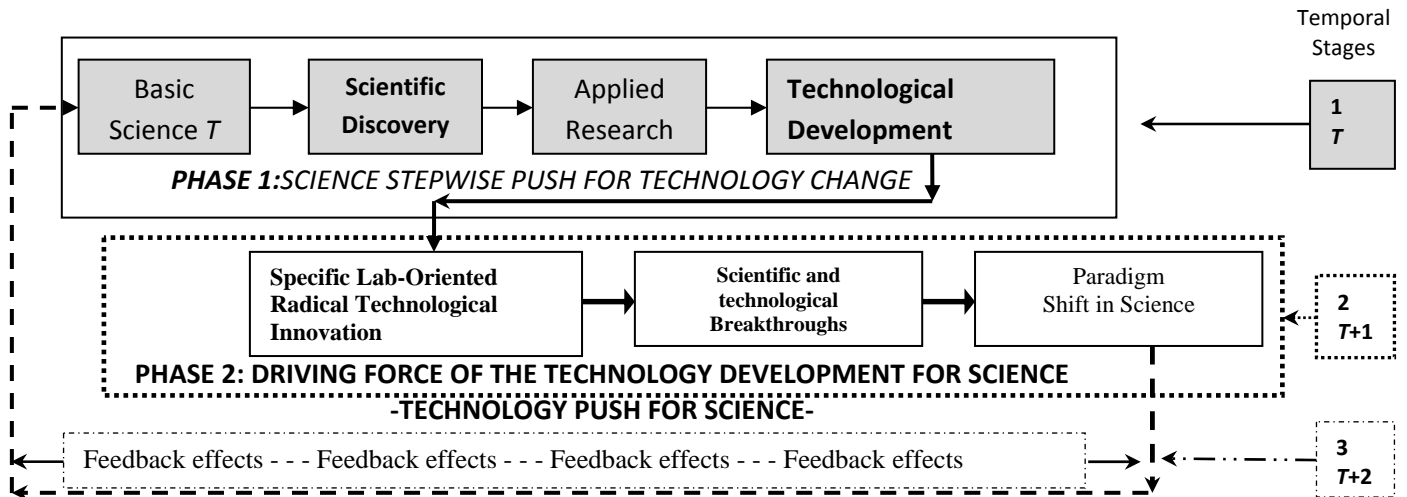 Temporal
Stages
Basic
Science T
Scientific
Discovery
Applied
Research
Technological
Development
1
T
PHASE 1:SCIENCE STEPWISE PUSH FOR TECHNOLOGY CHANGE
Specific Lab-Oriented
Radical Technological
Innovation
Scientific and
technological
Breakthroughs
Paradigm
Shift in Science
2
T+1
PHASE 2: DRIVING FORCE OF THE TECHNOLOGY DEVELOPMENT FOR SCIENCE
-TECHNOLOGY PUSH FOR SCIENCE-
Feedback effects - - - Feedback effects - - - Feedback effects - - - Feedback effects
3
T+2